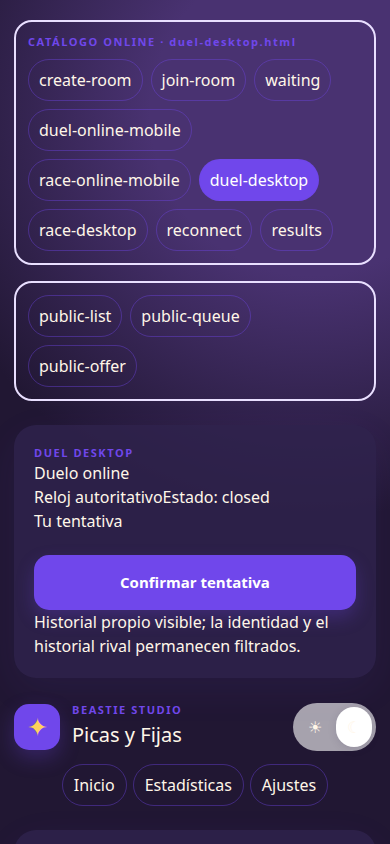 CATÁLOGO ONLINE · duel-desktop.html
create-room join-room waiting
duel-online-mobile
race-online-mobile duel-desktop
race-desktop reconnect results
public-list public-queue
public-offer
DUEL DESKTOP
Duelo online
Reloj autoritativoEstado: closed
Tu tentativa
Confirmar tentativa
Historial propio visible; la identidad y el
historial rival permanecen filtrados.
BEASTIE STUDIO
Picas y Fijas
Inicio Estadísticas Ajustes